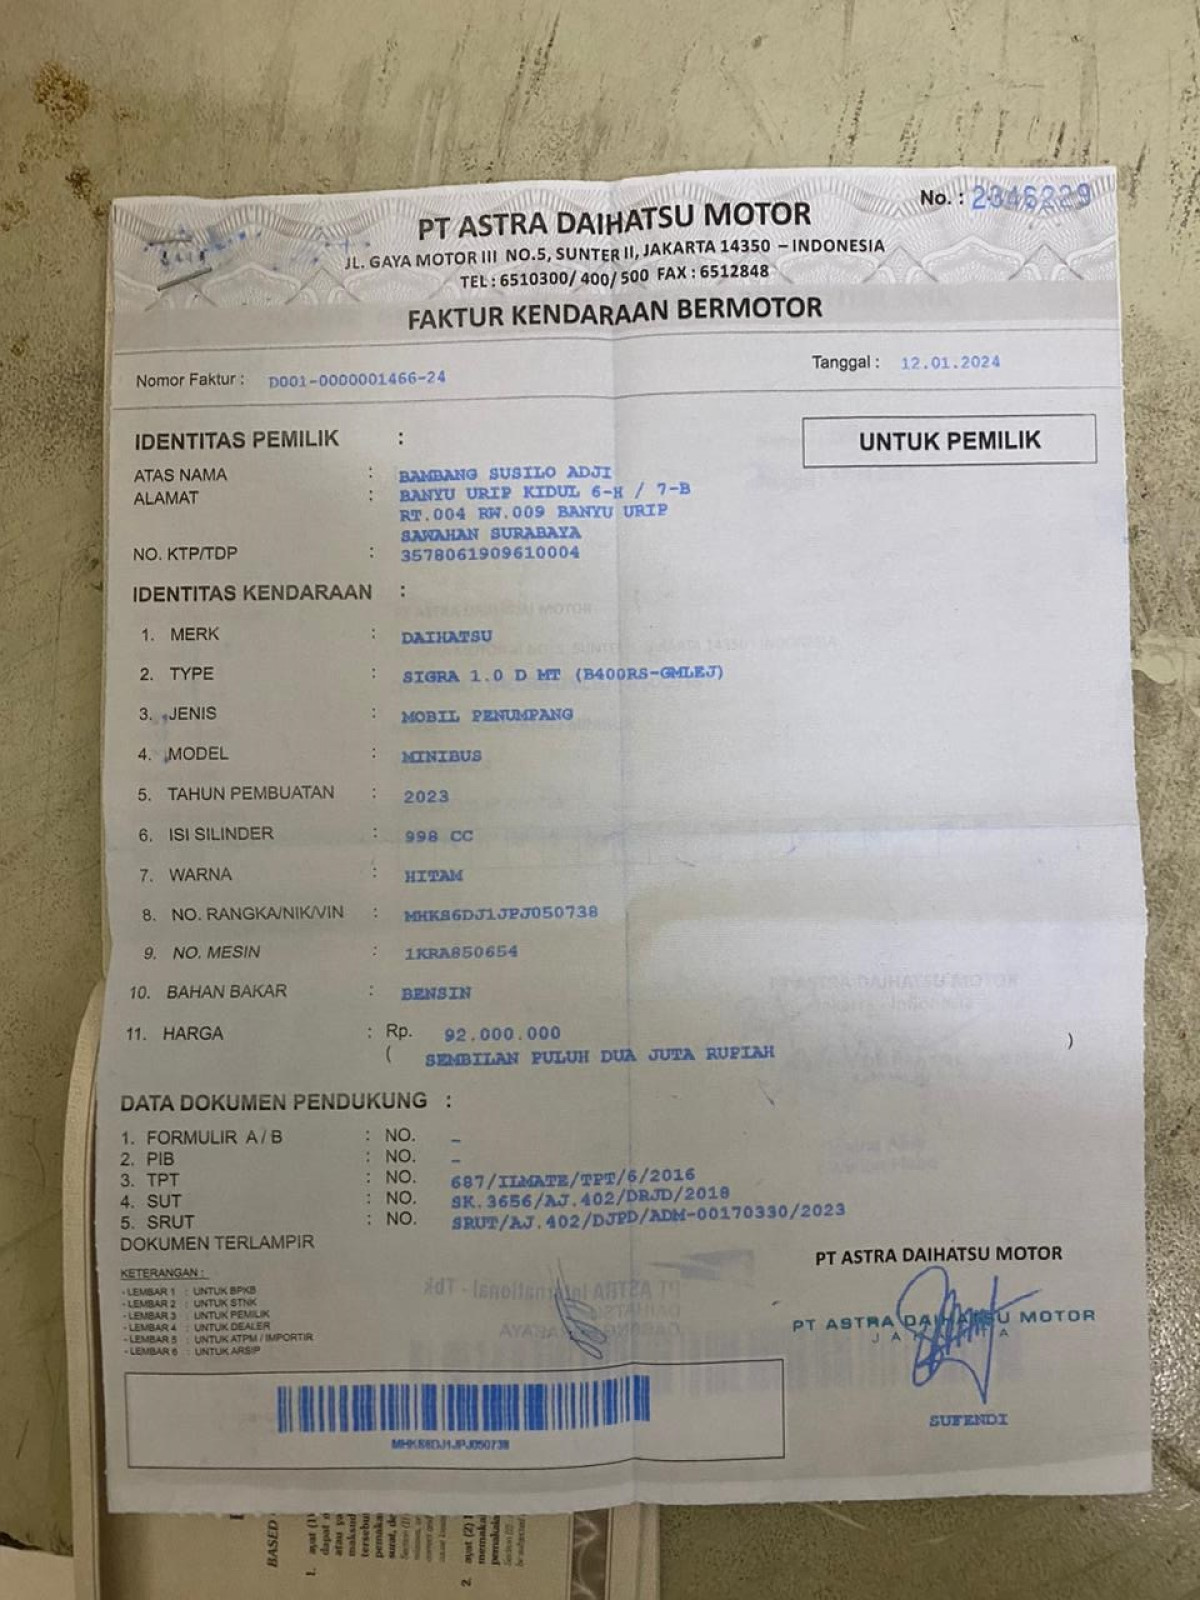 No. : 2346229
PT ASTRA DAIHATSU MOTOR
JL. GAYA MOTOR III NO.5, SUNTER II, JAKARTA 14350 – INDONESIA
TEL : 6510300/ 400/ 500 FAX : 6512848
FAKTUR KENDARAAN BERMOTOR
Nomor Faktur : D001-0000001466-24
Tanggal : 12.01.2024
IDENTITAS PEMILIK :
UNTUK PEMILIK
ATAS NAMA : BAMBANG SUSILO ADJI
ALAMAT : BANYU URIP KIDUL 6-H / 7-B
RT.004 RW.009 BANYU URIP
SAWAHAN SURABAYA
NO. KTP/TDP : 3578061909610004
IDENTITAS KENDARAAN :
1. MERK : DAIHATSU
2. TYPE : SIGRA 1.0 D MT (B400RS-GMLEJ)
3. JENIS : MOBIL PENUMPANG
4. MODEL : MINIBUS
5. TAHUN PEMBUATAN : 2023
6. ISI SILINDER : 998 CC
7. WARNA : HITAM
8. NO. RANGKA/NIK/VIN : MHKS6DJ1JPJ050738
9. NO. MESIN : 1KRA850654
10. BAHAN BAKAR : BENSIN
11. HARGA : Rp. 92.000.000
( SEMBILAN PULUH DUA JUTA RUPIAH )
DATA DOKUMEN PENDUKUNG :
1. FORMULIR A / B : NO. –
2. PIB : NO. –
3. TPT : NO. 687/ILMATE/TPT/6/2016
4. SUT : NO. SK.3656/AJ.402/DRJD/2018
5. SRUT : NO. SRUT/AJ.402/DJPD/ADM-00170330/2023
DOKUMEN TERLAMPIR
KETERANGAN :
- LEMBAR 1 : UNTUK BPKB
- LEMBAR 2 : UNTUK STNK
- LEMBAR 3 : UNTUK PEMILIK
- LEMBAR 4 : UNTUK DEALER
- LEMBAR 5 : UNTUK ATPM / IMPORTIR
- LEMBAR 6 : UNTUK ARSIP
PT ASTRA DAIHATSU MOTOR
PT ASTRA DAIHATSU MOTOR
JAKARTA
SUFENDI
MHKS6DJ1JPJ050738
BASED